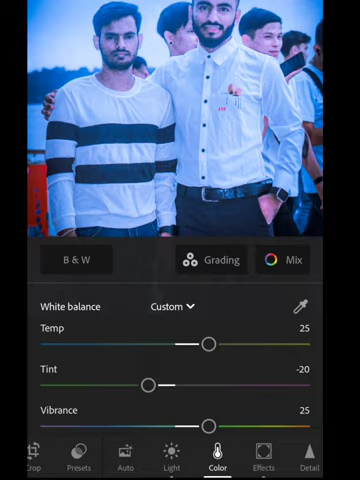 B & W
Grading
Mix
White balance
Custom
Temp
25
Tint
-20
Vibrance
25
Crop
Presets
Auto
Light
Color
Effects
Detail